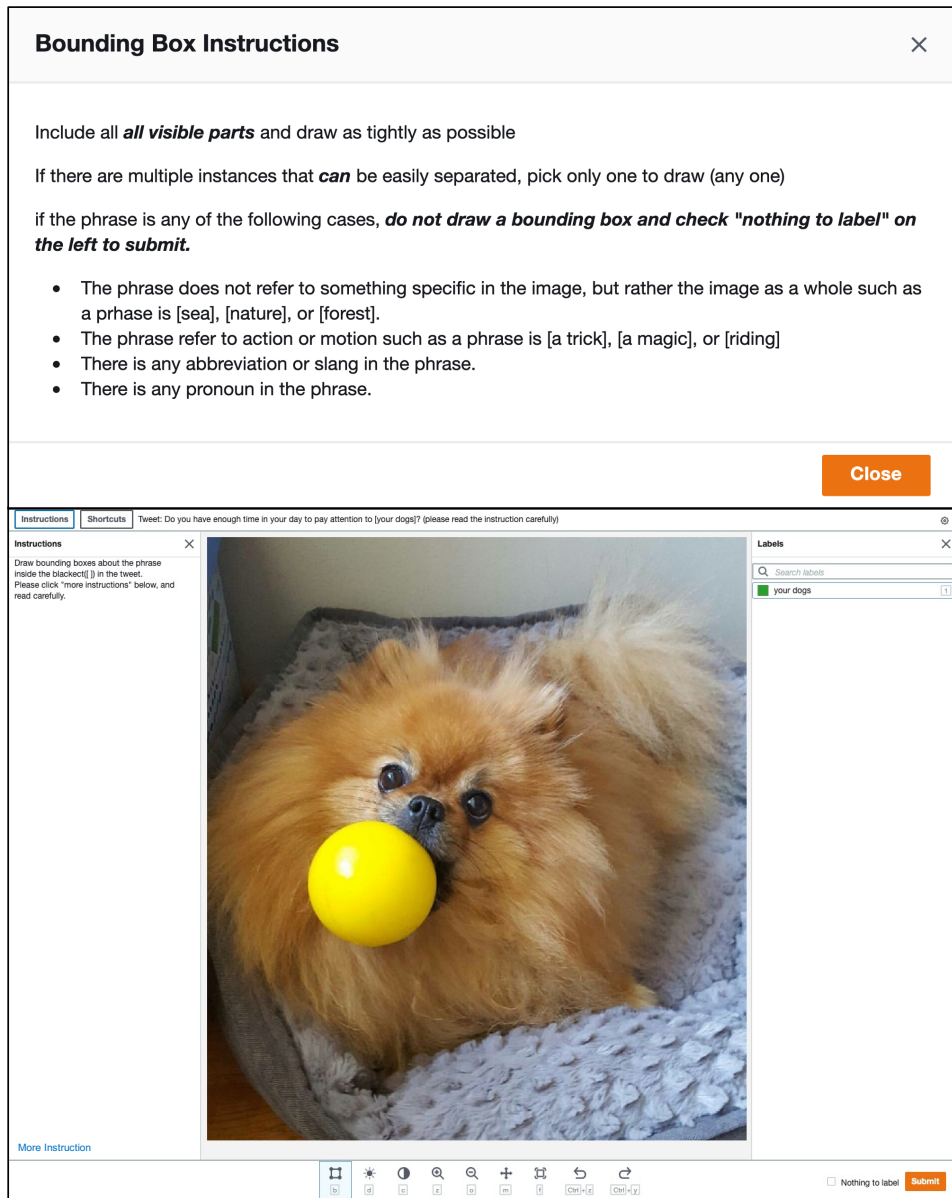 Bounding Box Instructions
Include all all visible parts and draw as tightly as possible
If there are multiple instances that can be easily separated, pick only one to draw (any one)
if the phrase is any of the following cases, do not draw a bounding box and check "nothing to label" on
the left to submit.
• The phrase does not refer to something specific in the image, but rather the image as a whole such as
a prhase is [sea], [nature], or [forest].
• The phrase refer to action or motion such as a phrase is [a trick], [a magic], or [riding]
• There is any abbreviation or slang in the phrase.
• There is any pronoun in the phrase.
Close
Instructions Shortcuts Tweet: Do you have enough time in your day to pay attention to [your dogs]? (please read the instruction carefully)
Instructions
Draw bounding boxes about the phrase
inside the blackect([ ]) in the tweet.
Please click "more instructions" below, and
read carefully.
More Instruction
Labels
Search labels
your dogs 1
b d c z o m f Ctrl+z Ctrl+y
Nothing to label Submit